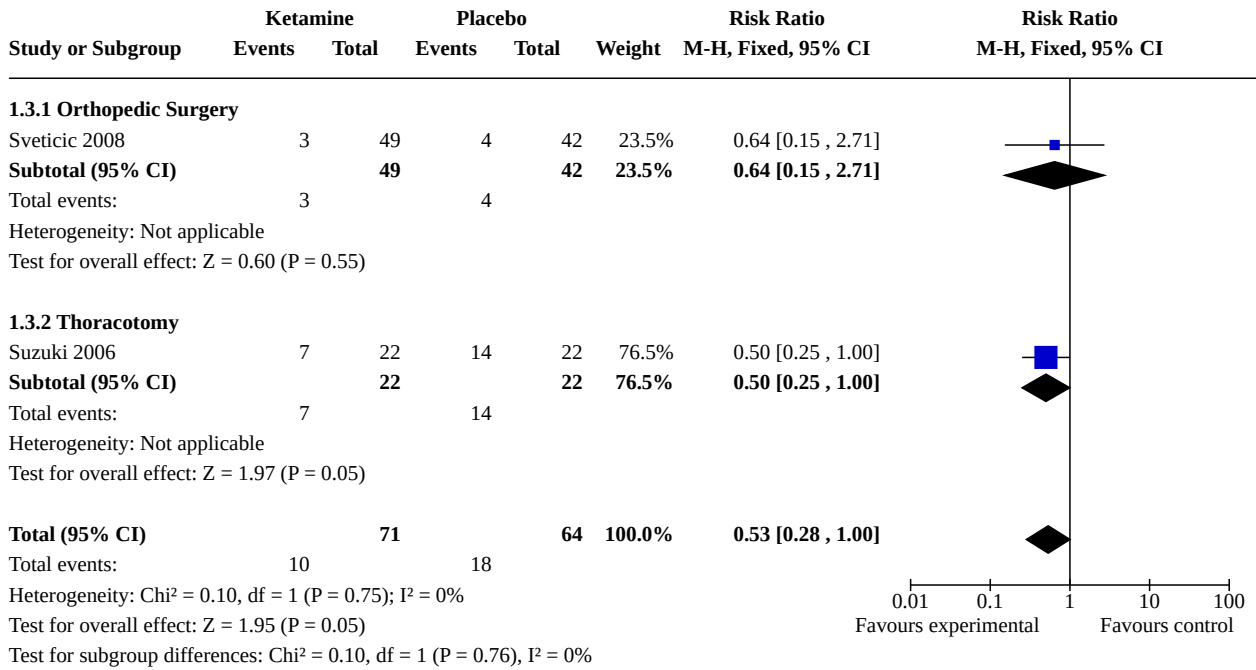 Ketamine Placebo Risk Ratio Risk Ratio
Study or Subgroup Events Total Events Total Weight M-H, Fixed, 95% CI M-H, Fixed, 95% CI
1.3.1 Orthopedic Surgery
Sveticic 2008 3 49 4 42 23.5% 0.64 [0.15 , 2.71]
Subtotal (95% CI) 49 42 23.5% 0.64 [0.15 , 2.71]
Total events: 3 4
Heterogeneity: Not applicable
Test for overall effect: Z = 0.60 (P = 0.55)
1.3.2 Thoracotomy
Suzuki 2006 7 22 14 22 76.5% 0.50 [0.25 , 1.00]
Subtotal (95% CI) 22 22 76.5% 0.50 [0.25 , 1.00]
Total events: 7 14
Heterogeneity: Not applicable
Test for overall effect: Z = 1.97 (P = 0.05)
Total (95% CI) 71 64 100.0% 0.53 [0.28 , 1.00]
Total events: 10 18
Heterogeneity: Chi² = 0.10, df = 1 (P = 0.75); I² = 0%
0.01 0.1 1 10 100
Test for overall effect: Z = 1.95 (P = 0.05)
Favours experimental Favours control
Test for subgroup differences: Chi² = 0.10, df = 1 (P = 0.76), I² = 0%